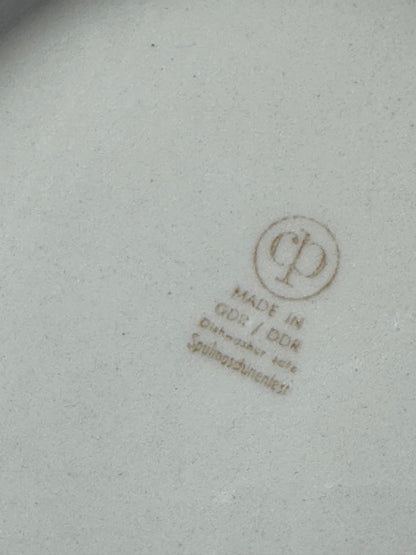 cp
MADE IN
GDR / DDR
Dishwasher safe
Spülmaschinenfest